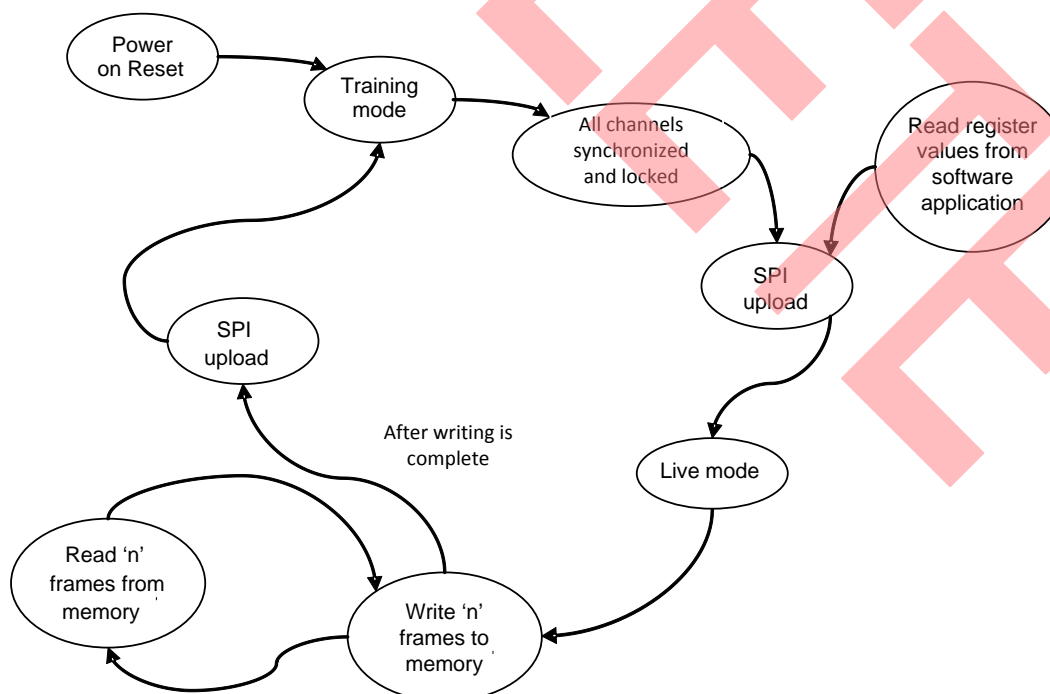 Power
on Reset
Training
mode
All channels
synchronized
and locked
Read register
values from
software
application
SPI
upload
SPI
upload
After writing is
complete
Live mode
Read ‘n’
frames from
memory
Write ‘n’
frames to
memory